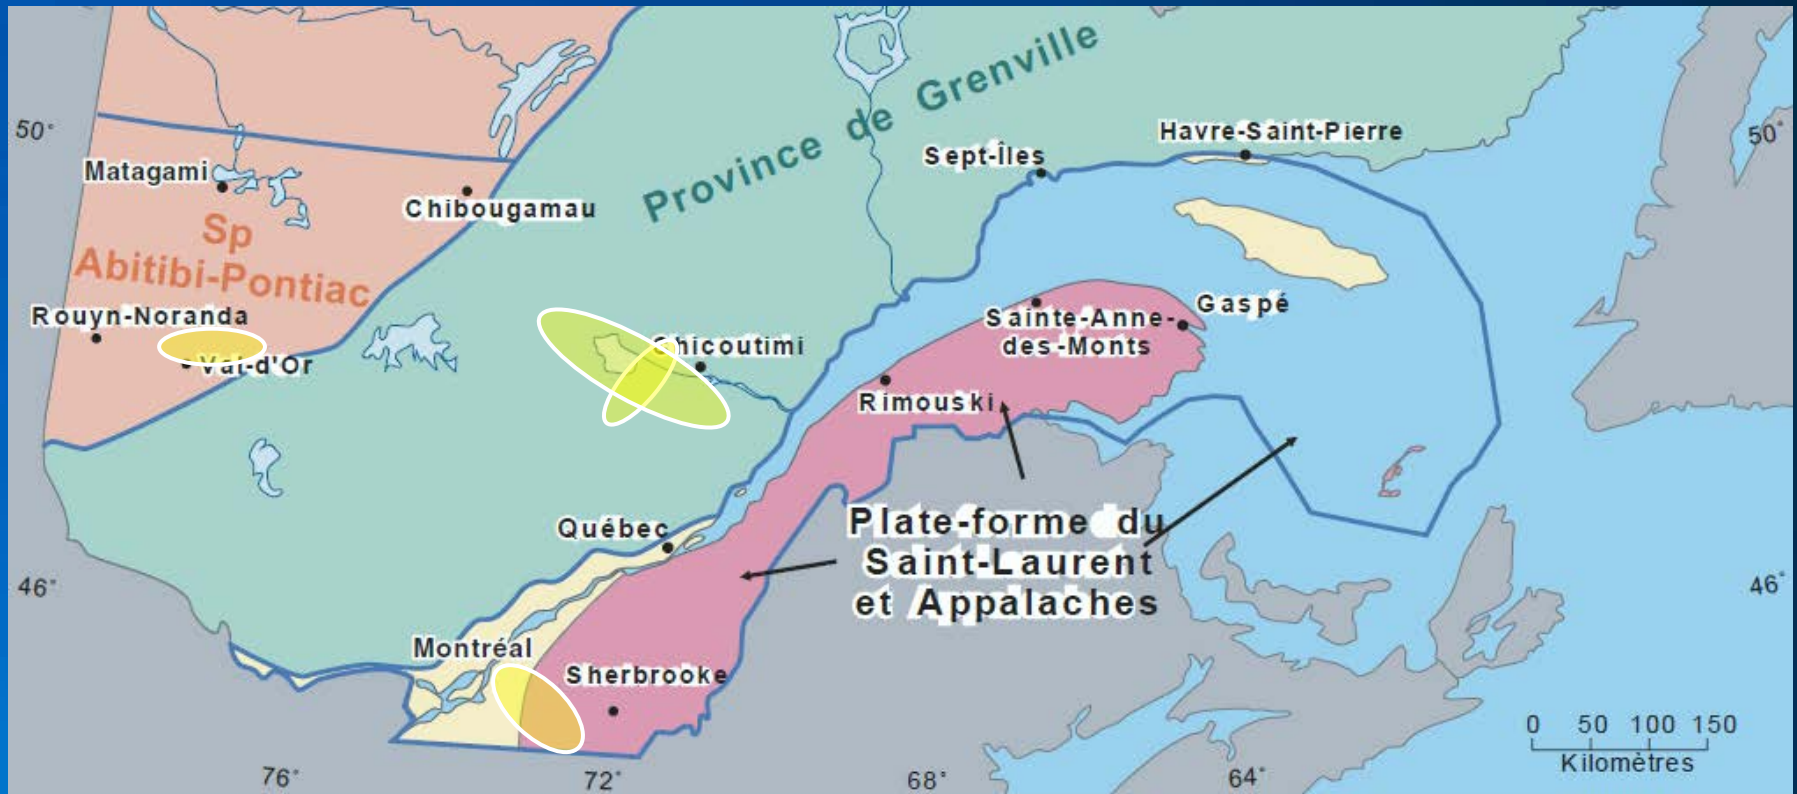 50°
Matagami
Chibougamau
Sp
Abitibi-Pontiac
Rouyn-Noranda
Val-d'Or
Province de Grenville
Sept-Îles
Havre-Saint-Pierre
50°
Chicoutimi
Sainte-Anne-
des-Monts
Gaspé
Rimouski
Québec
Plate-forme du
Saint-Laurent
et Appalaches
46°
46°
Montréal
Sherbrooke
0 50 100 150
Kilomètres
76° 72° 68° 64°